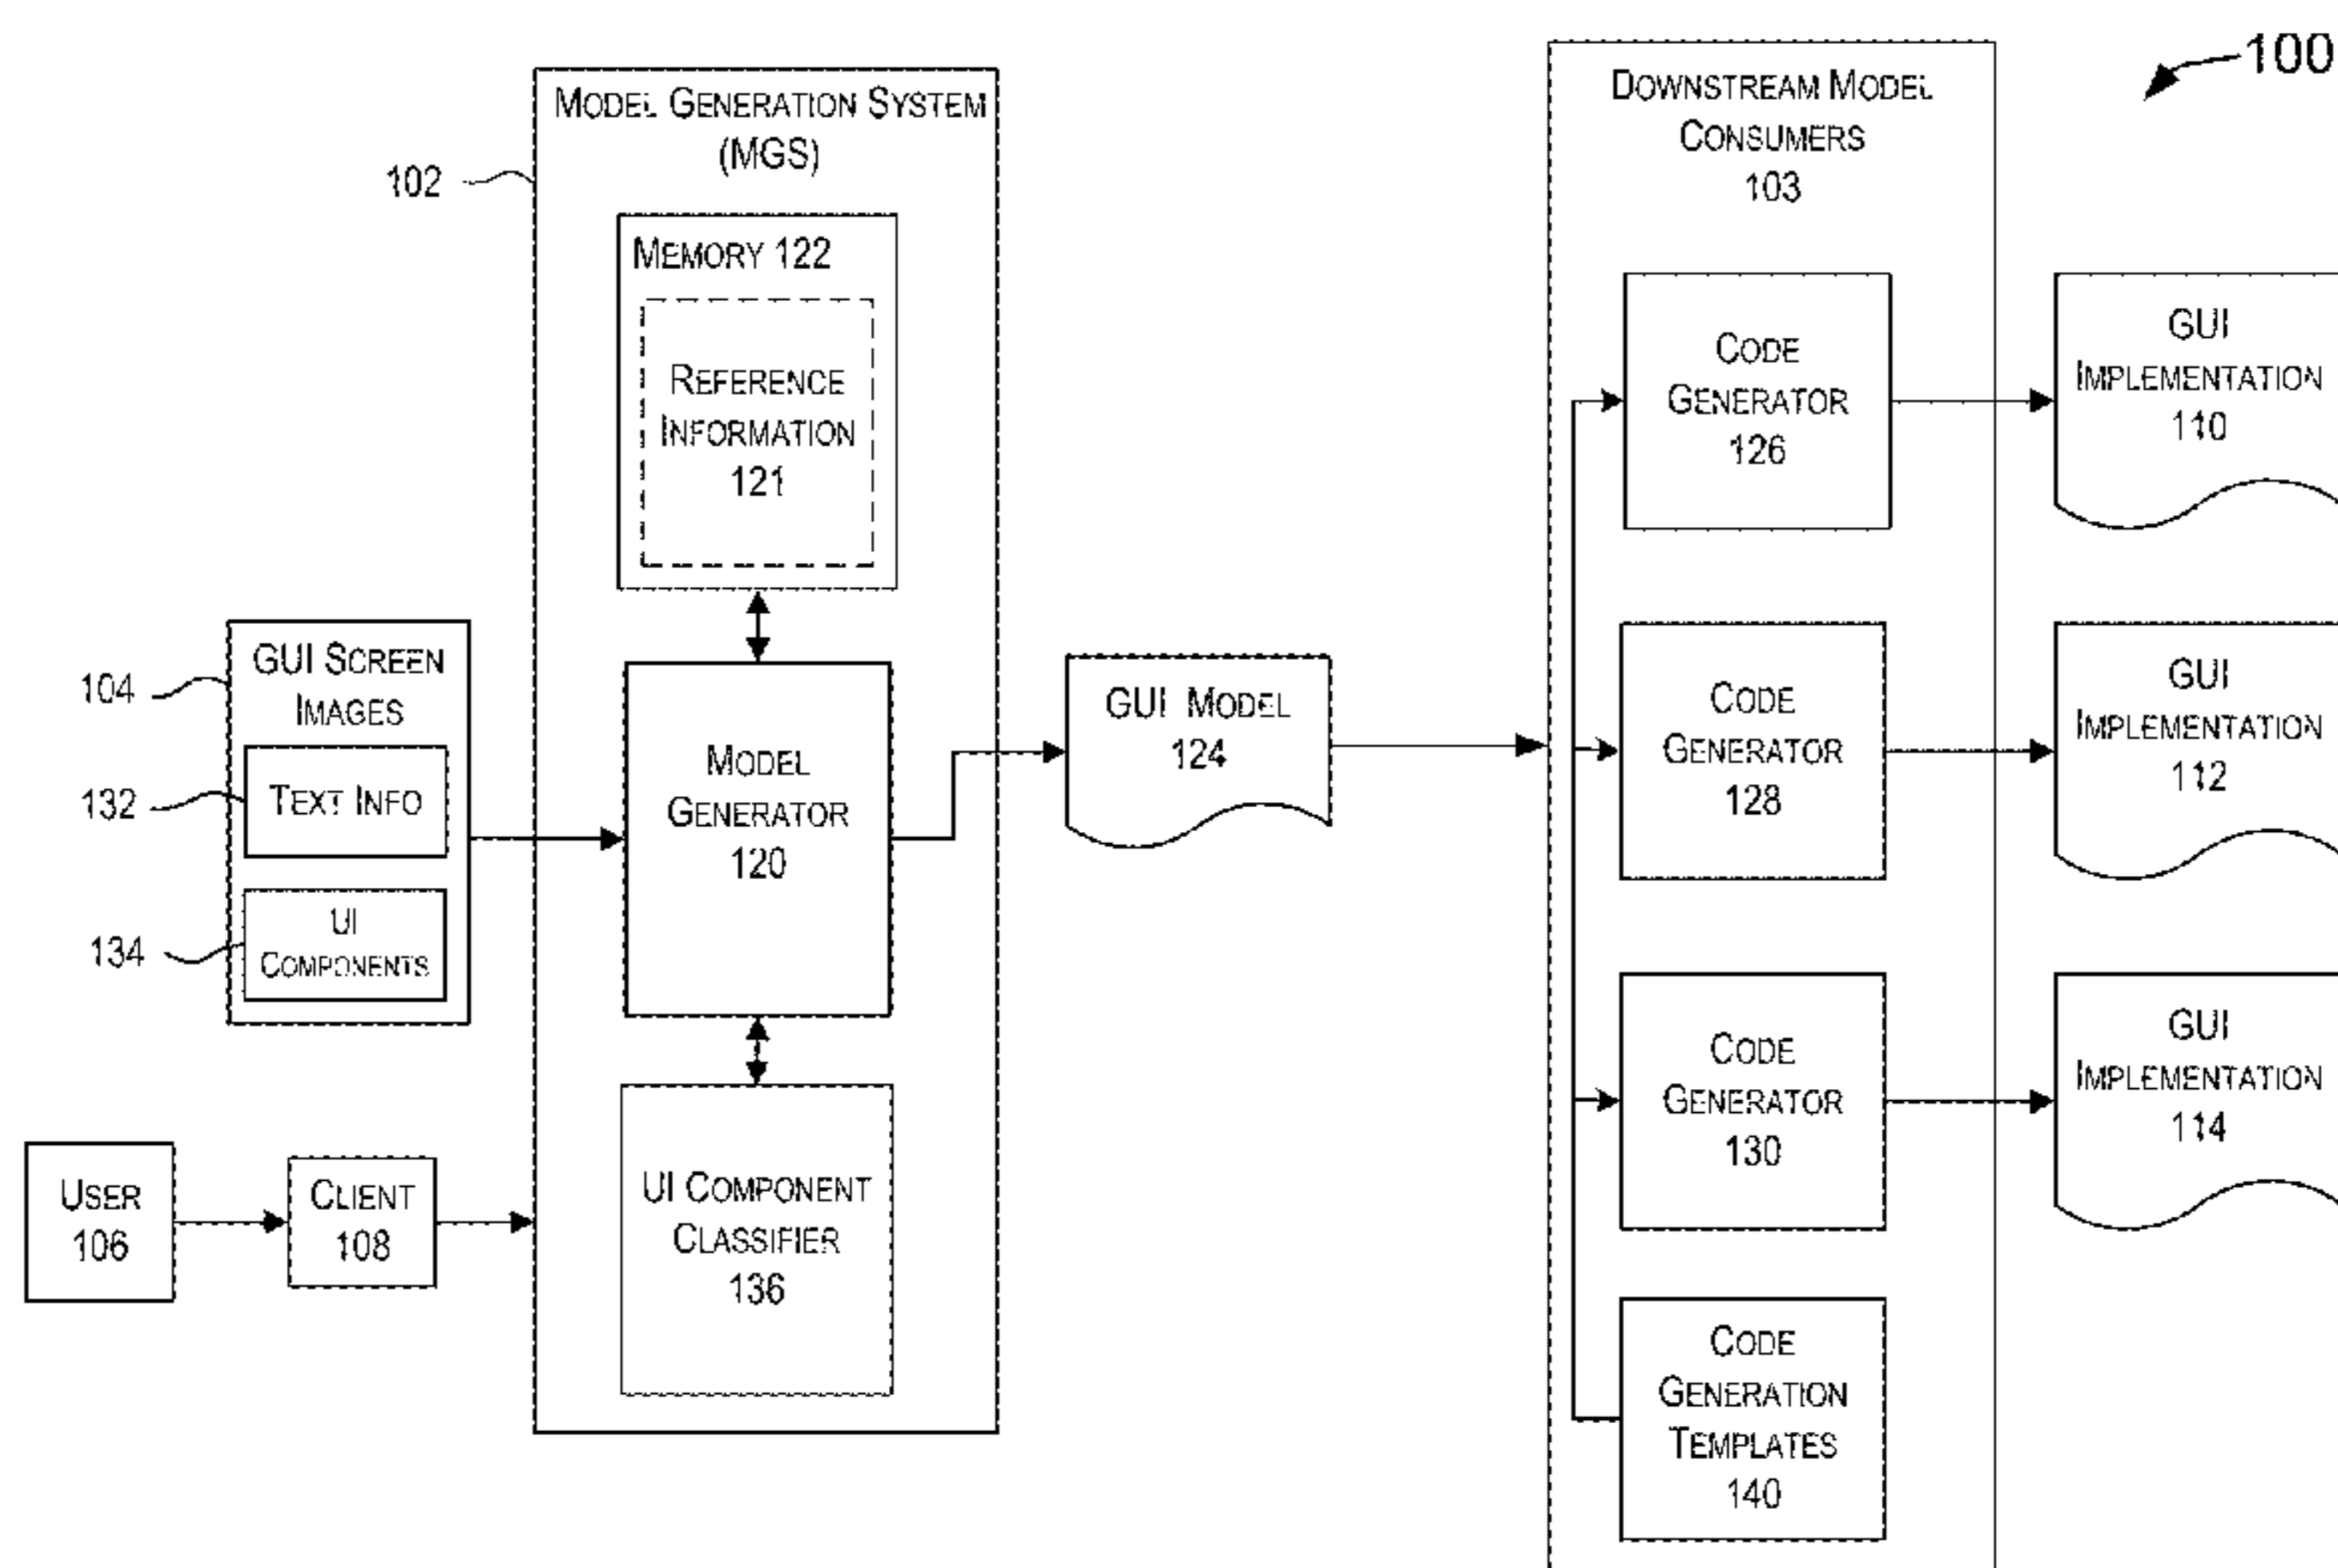 100
MODEL GENERATION SYSTEM
(MGS)
102
MEMORY 122
REFERENCE
INFORMATION
121
GUI SCREEN
IMAGES
104
TEXT INFO
132
UI
COMPONENTS
134
MODEL
GENERATOR
120
UI COMPONENT
CLASSIFIER
136
USER
106
CLIENT
108
GUI MODEL
124
DOWNSTREAM MODEL
CONSUMERS
103
CODE
GENERATOR
126
GUI
IMPLEMENTATION
110
CODE
GENERATOR
128
GUI
IMPLEMENTATION
112
CODE
GENERATOR
130
GUI
IMPLEMENTATION
114
CODE
GENERATION
TEMPLATES
140